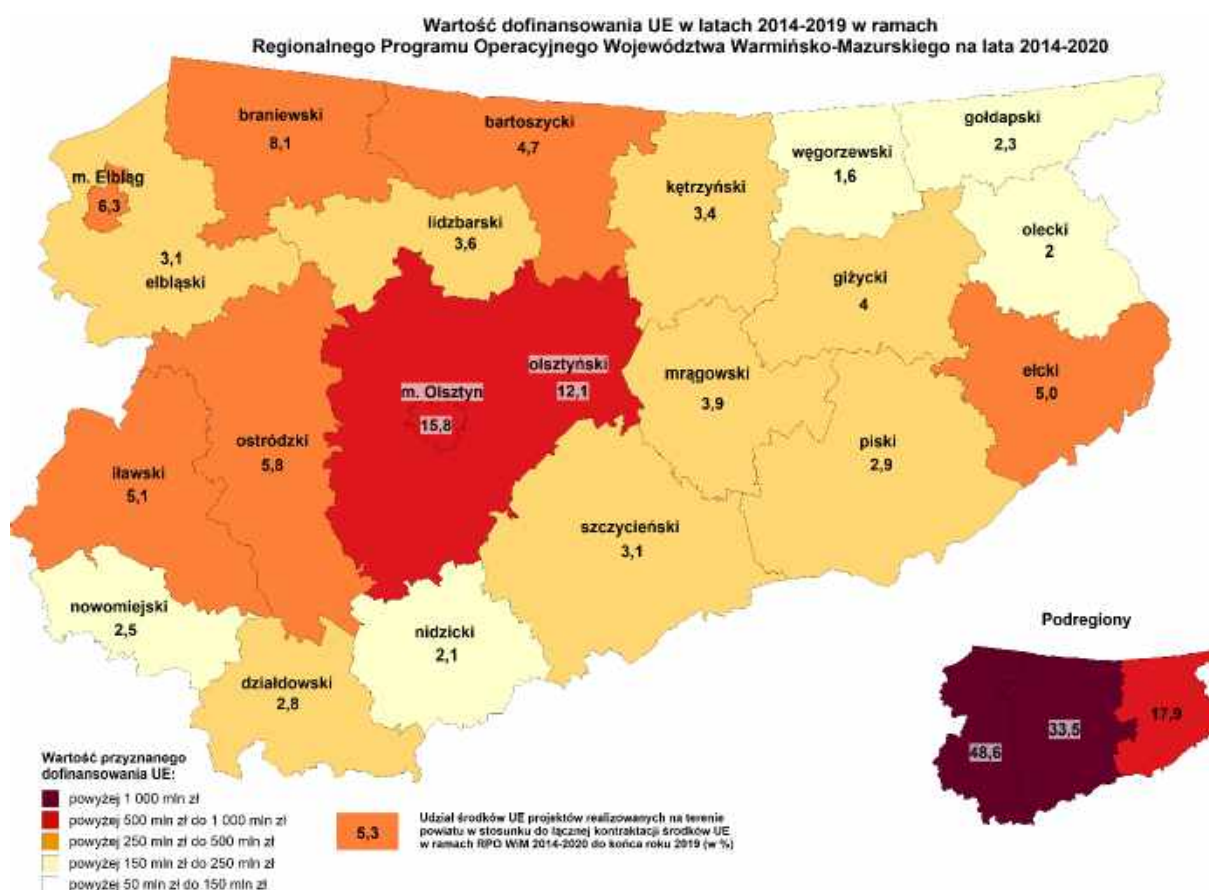 Wartość dofinansowania UE w latach 2014-2019 w ramach
Regionalnego Programu Operacyjnego Województwa Warmińsko-Mazurskiego na lata 2014-2020
braniewski
8,1
bartoszycki
4,7
gołdapski
2,3
węgorzewski
1,6
m. Elbląg
6,3
kętrzyński
3,4
lidzbarski
3,6
olecki
2
3,1
elbląski
giżycki
4
olsztyński
12,1
m. Olsztyn
15,8
mrągowski
3,9
ełcki
5,0
ostródzki
5,8
piski
2,9
iławski
5,1
szczycieński
3,1
nowomiejski
2,5
nidzicki
2,1
działdowski
2,8
Podregiony
48,6
33,5
17,9
Wartość przyznanego
dofinansowania UE:
powyżej 1 000 mln zł
powyżej 500 mln zł do 1 000 mln zł
powyżej 250 mln zł do 500 mln zł
powyżej 150 mln zł do 250 mln zł
powyżej 50 mln zł do 150 mln zł
5,3
Udział środków UE projektów realizowanych na terenie
powiatu w stosunku do łącznej kontraktacji środków UE
w ramach RPO WiM 2014-2020 do końca roku 2019 (w %)